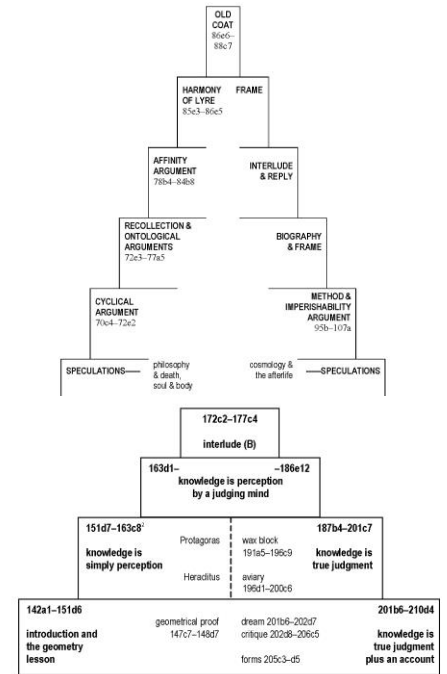 OLD
COAT
86e6–
88c7
HARMONY FRAME
OF LYRE
85e3–86e5
AFFINITY
ARGUMENT
78b4–84b8
INTERLUDE
& REPLY
RECOLLECTION &
ONTOLOGICAL
ARGUMENTS
72e3–77a5
BIOGRAPHY
& FRAME
CYCLICAL
ARGUMENT
70c4–72e2
METHOD &
IMPERISHABILITY
ARGUMENT
95b–107a
SPECULATIONS— philosophy
& death,
soul & body
cosmology & —SPECULATIONS
the afterlife
172c2–177c4
interlude (B)
163d1– –186e12
knowledge is perception
by a judging mind
151d7–163c8²
knowledge is
simply perception
Protagoras
Heraclitus
wax block
191a5–196c9
aviary
196d1–200c6
187b4–201c7
knowledge is
true judgment
142a1–151d6
introduction and
the geometry
lesson
geometrical proof
147c7–148d7
dream 201b6–202d7
critique 202d8–206c5
forms 205c3–d5
201b6–210d4
knowledge is
true judgment
plus an account